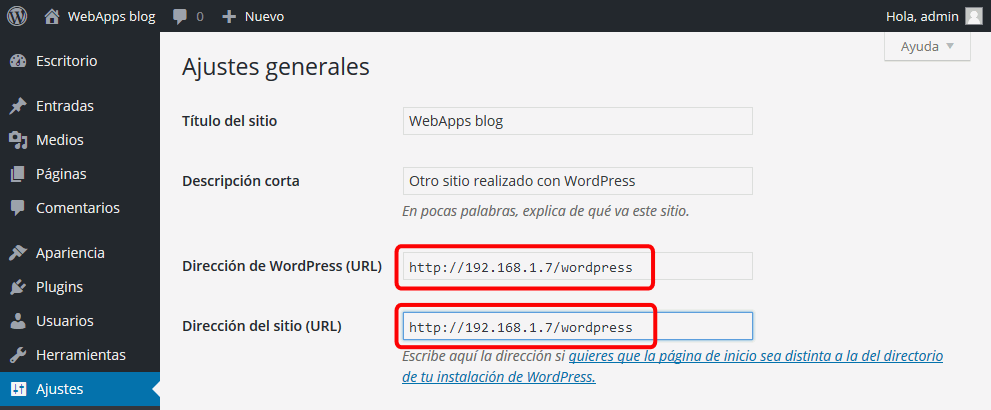 WebApps blog 0 Nuevo Hola, admin
Ayuda
Escritorio
Entradas
Medios
Páginas
Comentarios
Apariencia
Plugins
Usuarios
Herramientas
Ajustes
Ajustes generales
Título del sitio WebApps blog
Descripción corta Otro sitio realizado con WordPress
En pocas palabras, explica de qué va este sitio.
Dirección de WordPress (URL) http://192.168.1.7/wordpress
Dirección del sitio (URL) http://192.168.1.7/wordpress
Escribe aquí la dirección si quieres que la página de inicio sea distinta a la del directorio
de tu instalación de WordPress.